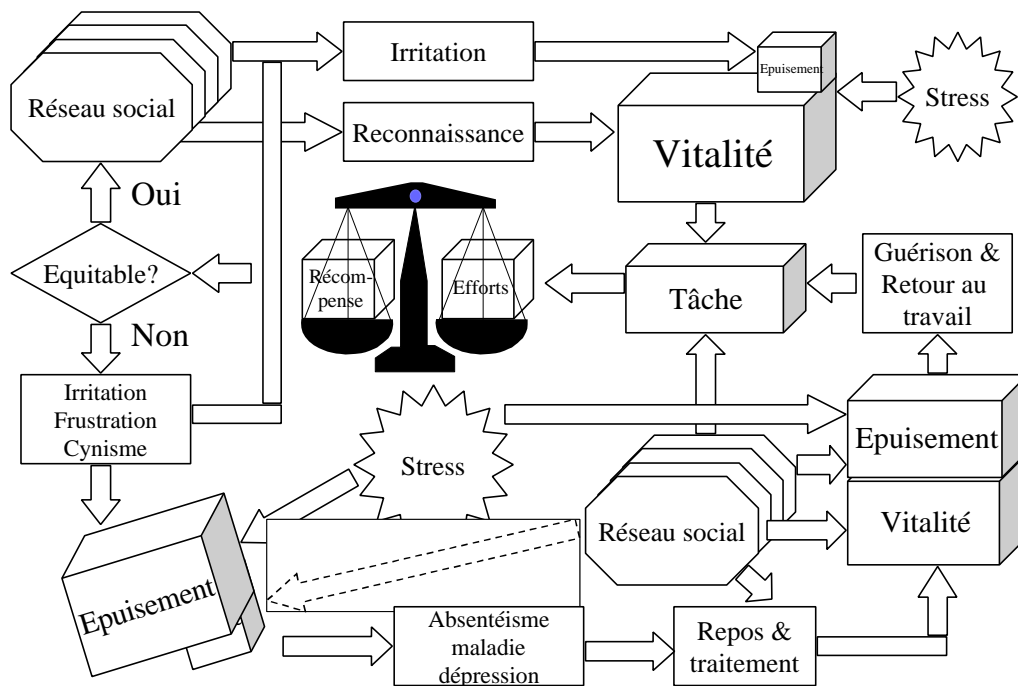 Irritation
Epuisement
Réseau social
Stress
Reconnaissance
Vitalité
Oui
Equitable?
Récom-
pense
Efforts
Tâche
Guérison &
Retour au
travail
Non
Irritation
Frustration
Cynisme
Stress
Epuisement
Réseau social
Vitalité
Epuisement
Absentéisme
maladie
dépression
Repos &
traitement